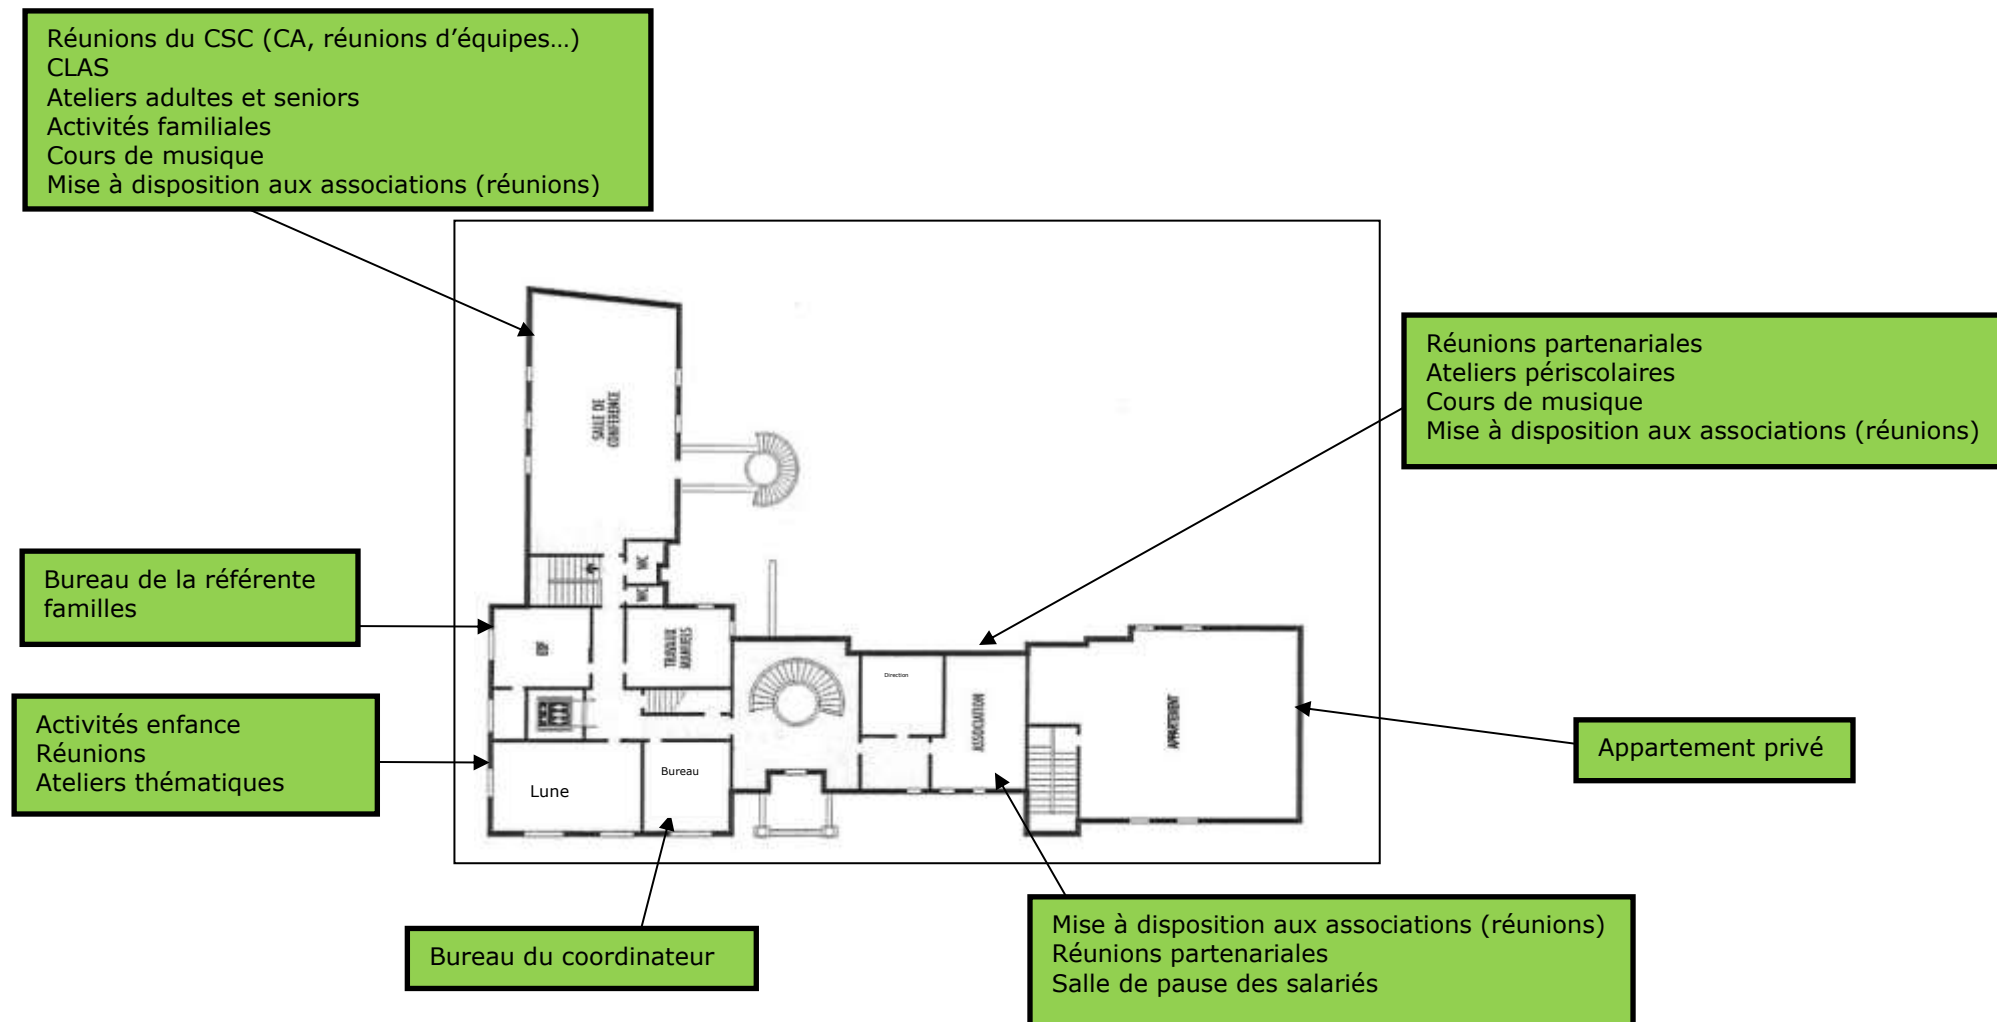 Réunions du CSC (CA, réunions d’équipes…)
CLAS
Ateliers adultes et seniors
Activités familiales
Cours de musique
Mise à disposition aux associations (réunions)
Réunions partenariales
Ateliers périscolaires
Cours de musique
Mise à disposition aux associations (réunions)
SALLE DE
CONFERENCE
Bureau de la référente
familles
WC
WC
TRAVAUX
MANUELS
Direction
ASSOCIATION
APPARTEMENT
Activités enfance
Réunions
Ateliers thématiques
Lune
Bureau
Appartement privé
Bureau du coordinateur
Mise à disposition aux associations (réunions)
Réunions partenariales
Salle de pause des salariés